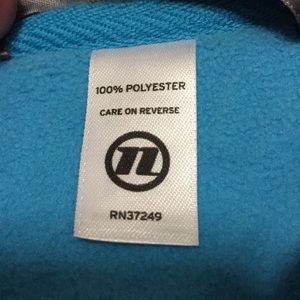 100% POLYESTER
CARE ON REVERSE
n
RN37249